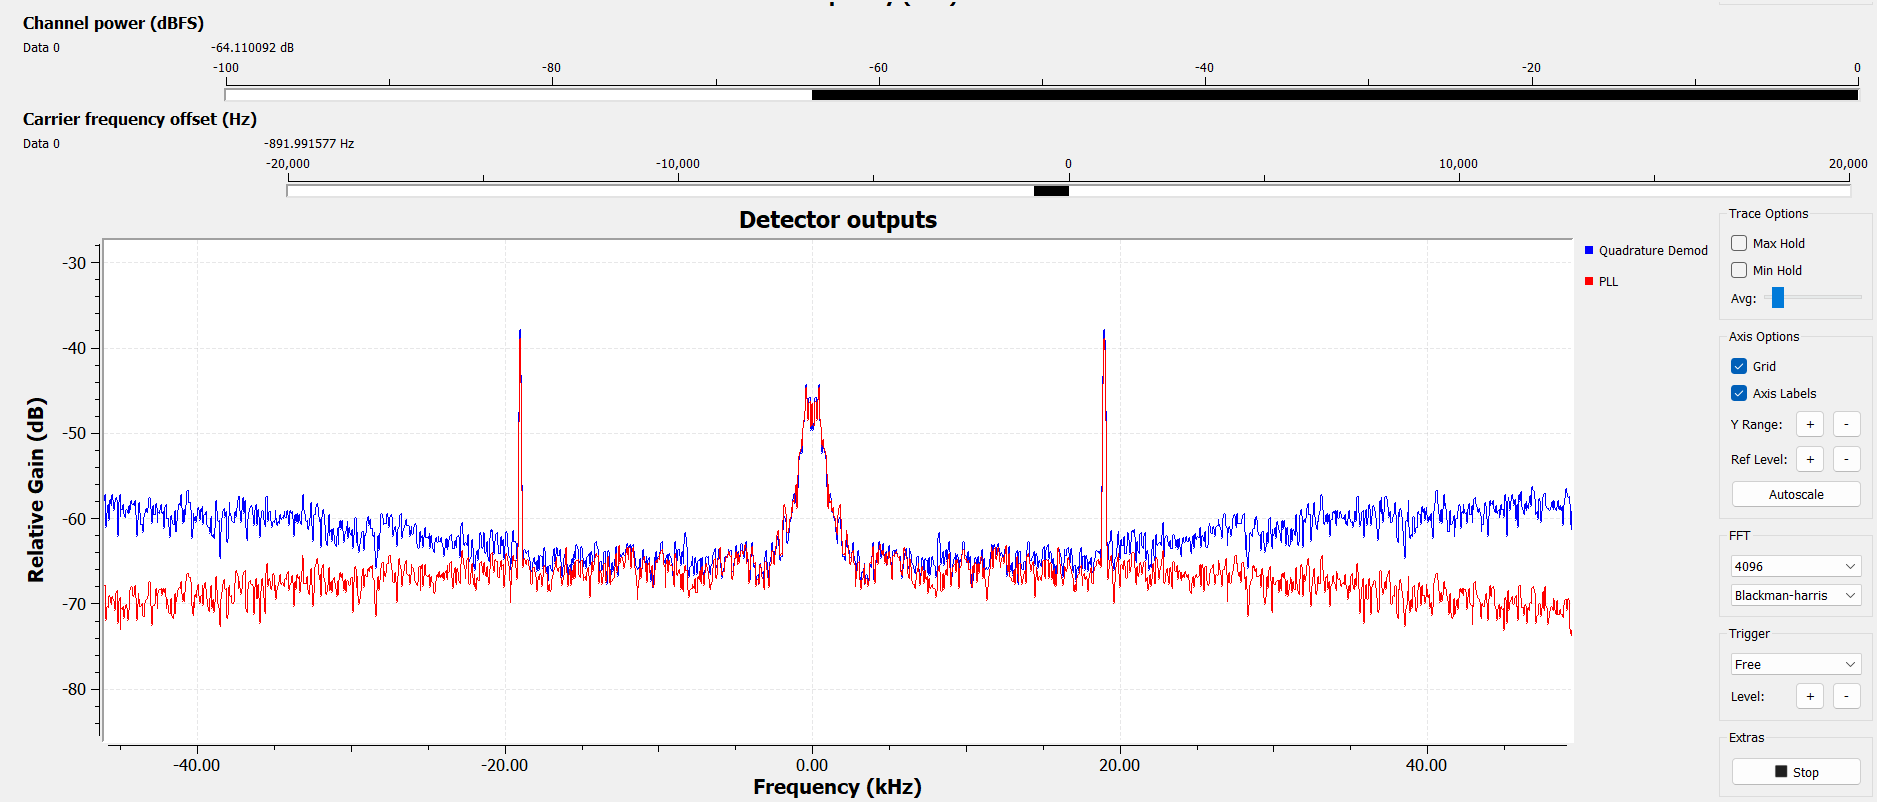 Channel power (dBFS)
Data 0 -64.110092 dB
-100 -80 -60 -40 -20 0
Carrier frequency offset (Hz)
Data 0 -891.991577 Hz
-20,000 -10,000 0 10,000 20,000
Detector outputs
Relative Gain (dB)
-30
-40
-50
-60
-70
-80
-40.00 -20.00 0.00 20.00 40.00
Frequency (kHz)
Quadrature Demod
PLL
Trace Options
Max Hold
Min Hold
Avg:
Axis Options
Grid
Axis Labels
Y Range: + -
Ref Level: + -
Autoscale
FFT
4096
Blackman-harris
Trigger
Free
Level: + -
Extras
Stop